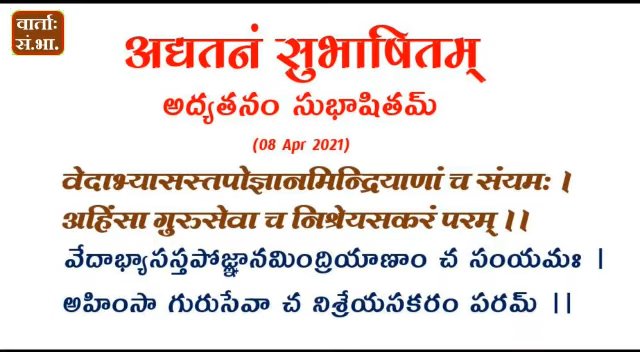 वार्ताः
सं.भा.
अद्यतनं सुभाषितम्
అద్యతనం సుభాషితమ్
(08 Apr 2021)
वेदाभ्यासस्तपोज्ञानमिन्द्रियाणां च संयमः ।
अहिंसा गुरुसेवा च निश्रेयसकरं परम् ।।
వేదాభ్యాసస్తపోజ్ఞానమింద్రియాణాం చ సంయమః |
అహింసా గురుసేవా చ నిశ్రేయసకరం పరమ్ ||